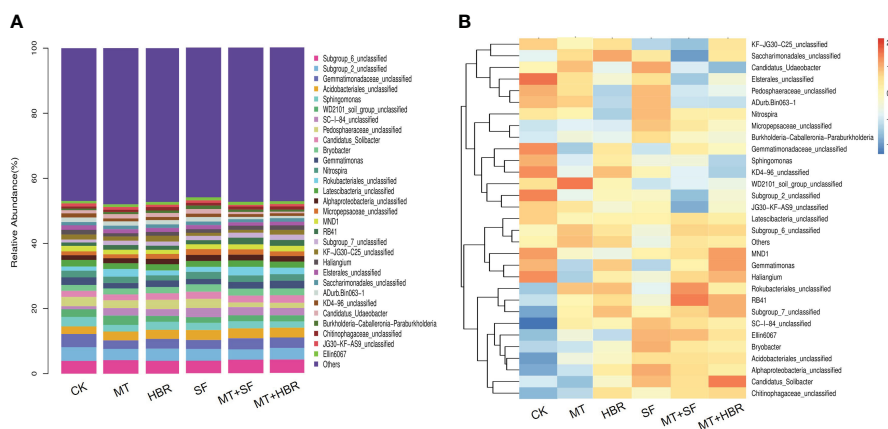 A
Relative Abundance(%)
100
80
60
40
20
0
CK
MT
HBR
SF
MT+SF
MT+HBR
Subgroup_6_unclassified
Subgroup_2_unclassified
Gemmatimonadaceae_unclassified
Acidobacteriales_unclassified
Sphingomonas
WD2101_soil_group_unclassified
SC-I-84_unclassified
Pedosphaeraceae_unclassified
Candidatus_Solibacter
Bryobacter
Gemmatimonas
Nitrospira
Rokubacteriales_unclassified
Latescibacteria_unclassified
Alphaproteobacteria_unclassified
Micropepsaceae_unclassified
MND1
RB41
Subgroup_7_unclassified
KF-JG30-C25_unclassified
Haliangium
Elsterales_unclassified
Saccharimonadales_unclassified
ADurb.Bin063-1
KD4-96_unclassified
Candidatus_Udaeobacter
Burkholderia-Caballeronia-Paraburkholderia
Chitinophagaceae_unclassified
JG30-KF-AS9_unclassified
Ellin6067
Others
B
KF-JG30-C25_unclassified
Saccharimonadales_unclassified
Candidatus_Udaeobacter
Elsterales_unclassified
Pedosphaeraceae_unclassified
ADurb.Bin063-1
Nitrospira
Micropepsaceae_unclassified
Burkholderia-Caballeronia-Paraburkholderia
Gemmatimonadaceae_unclassified
Sphingomonas
KD4-96_unclassified
WD2101_soil_group_unclassified
Subgroup_2_unclassified
JG30-KF-AS9_unclassified
Latescibacteria_unclassified
Subgroup_6_unclassified
Others
MND1
Gemmatimonas
Haliangium
Rokubacteriales_unclassified
RB41
Subgroup_7_unclassified
SC-I-84_unclassified
Ellin6067
Bryobacter
Acidobacteriales_unclassified
Alphaproteobacteria_unclassified
Candidatus_Solibacter
Chitinophagaceae_unclassified
CK
MT
HBR
SF
MT+SF
MT+HBR